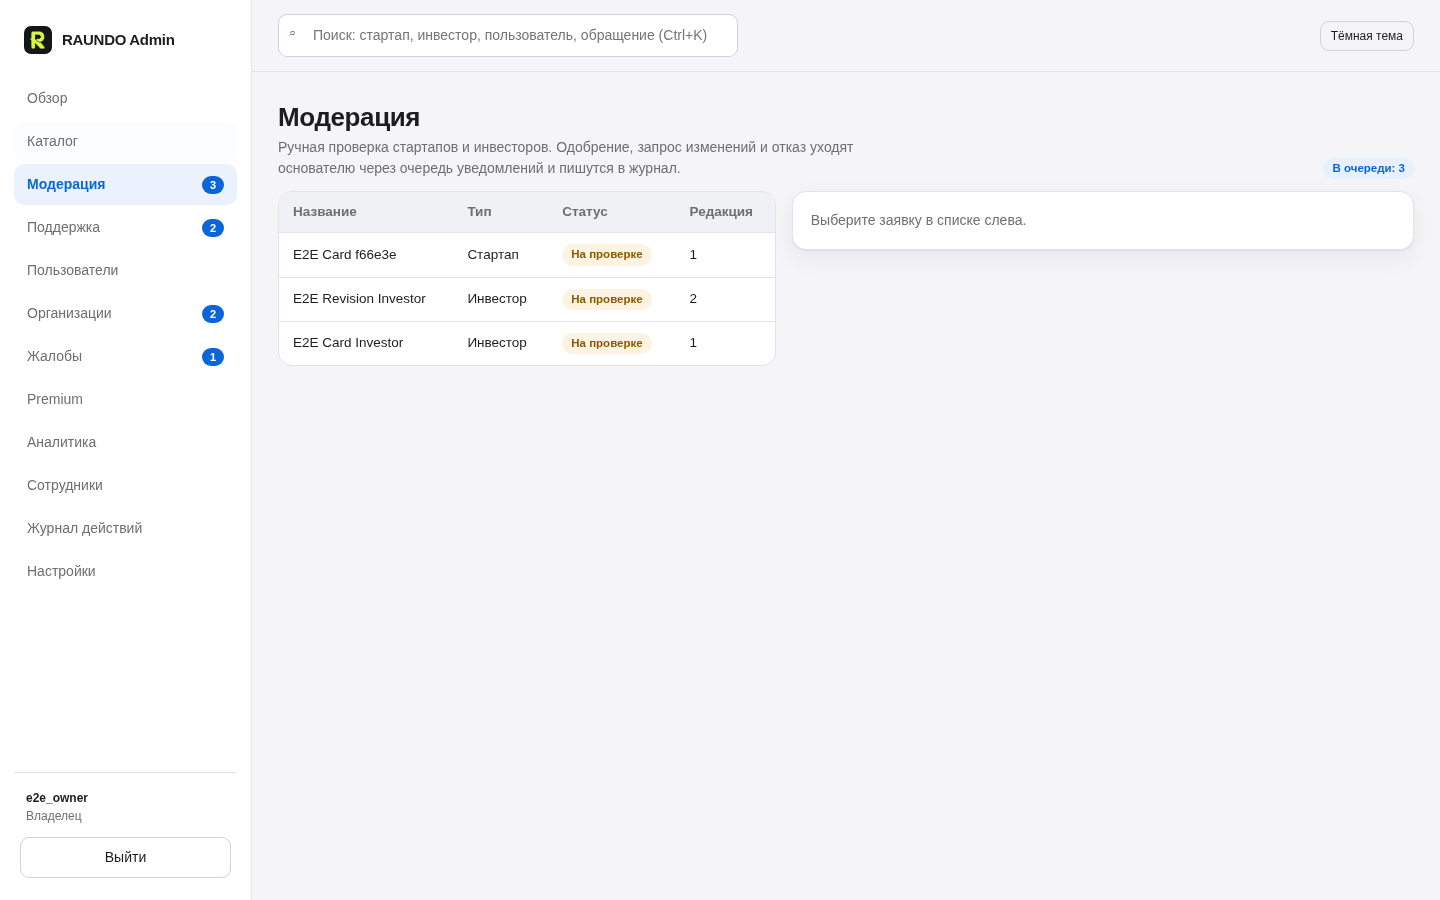 RAUNDO Admin
Обзор
Каталог
Модерация 3
Поддержка 2
Пользователи
Организации 2
Жалобы 1
Premium
Аналитика
Сотрудники
Журнал действий
Настройки
e2e_owner
Владелец
Выйти
Поиск: стартап, инвестор, пользователь, обращение (Ctrl+K)
Тёмная тема
Модерация
Ручная проверка стартапов и инвесторов. Одобрение, запрос изменений и отказ уходят
основателю через очередь уведомлений и пишутся в журнал.
В очереди: 3
Название Тип Статус Редакция
E2E Card f66e3e Стартап На проверке 1
E2E Revision Investor Инвестор На проверке 2
E2E Card Investor Инвестор На проверке 1
Выберите заявку в списке слева.